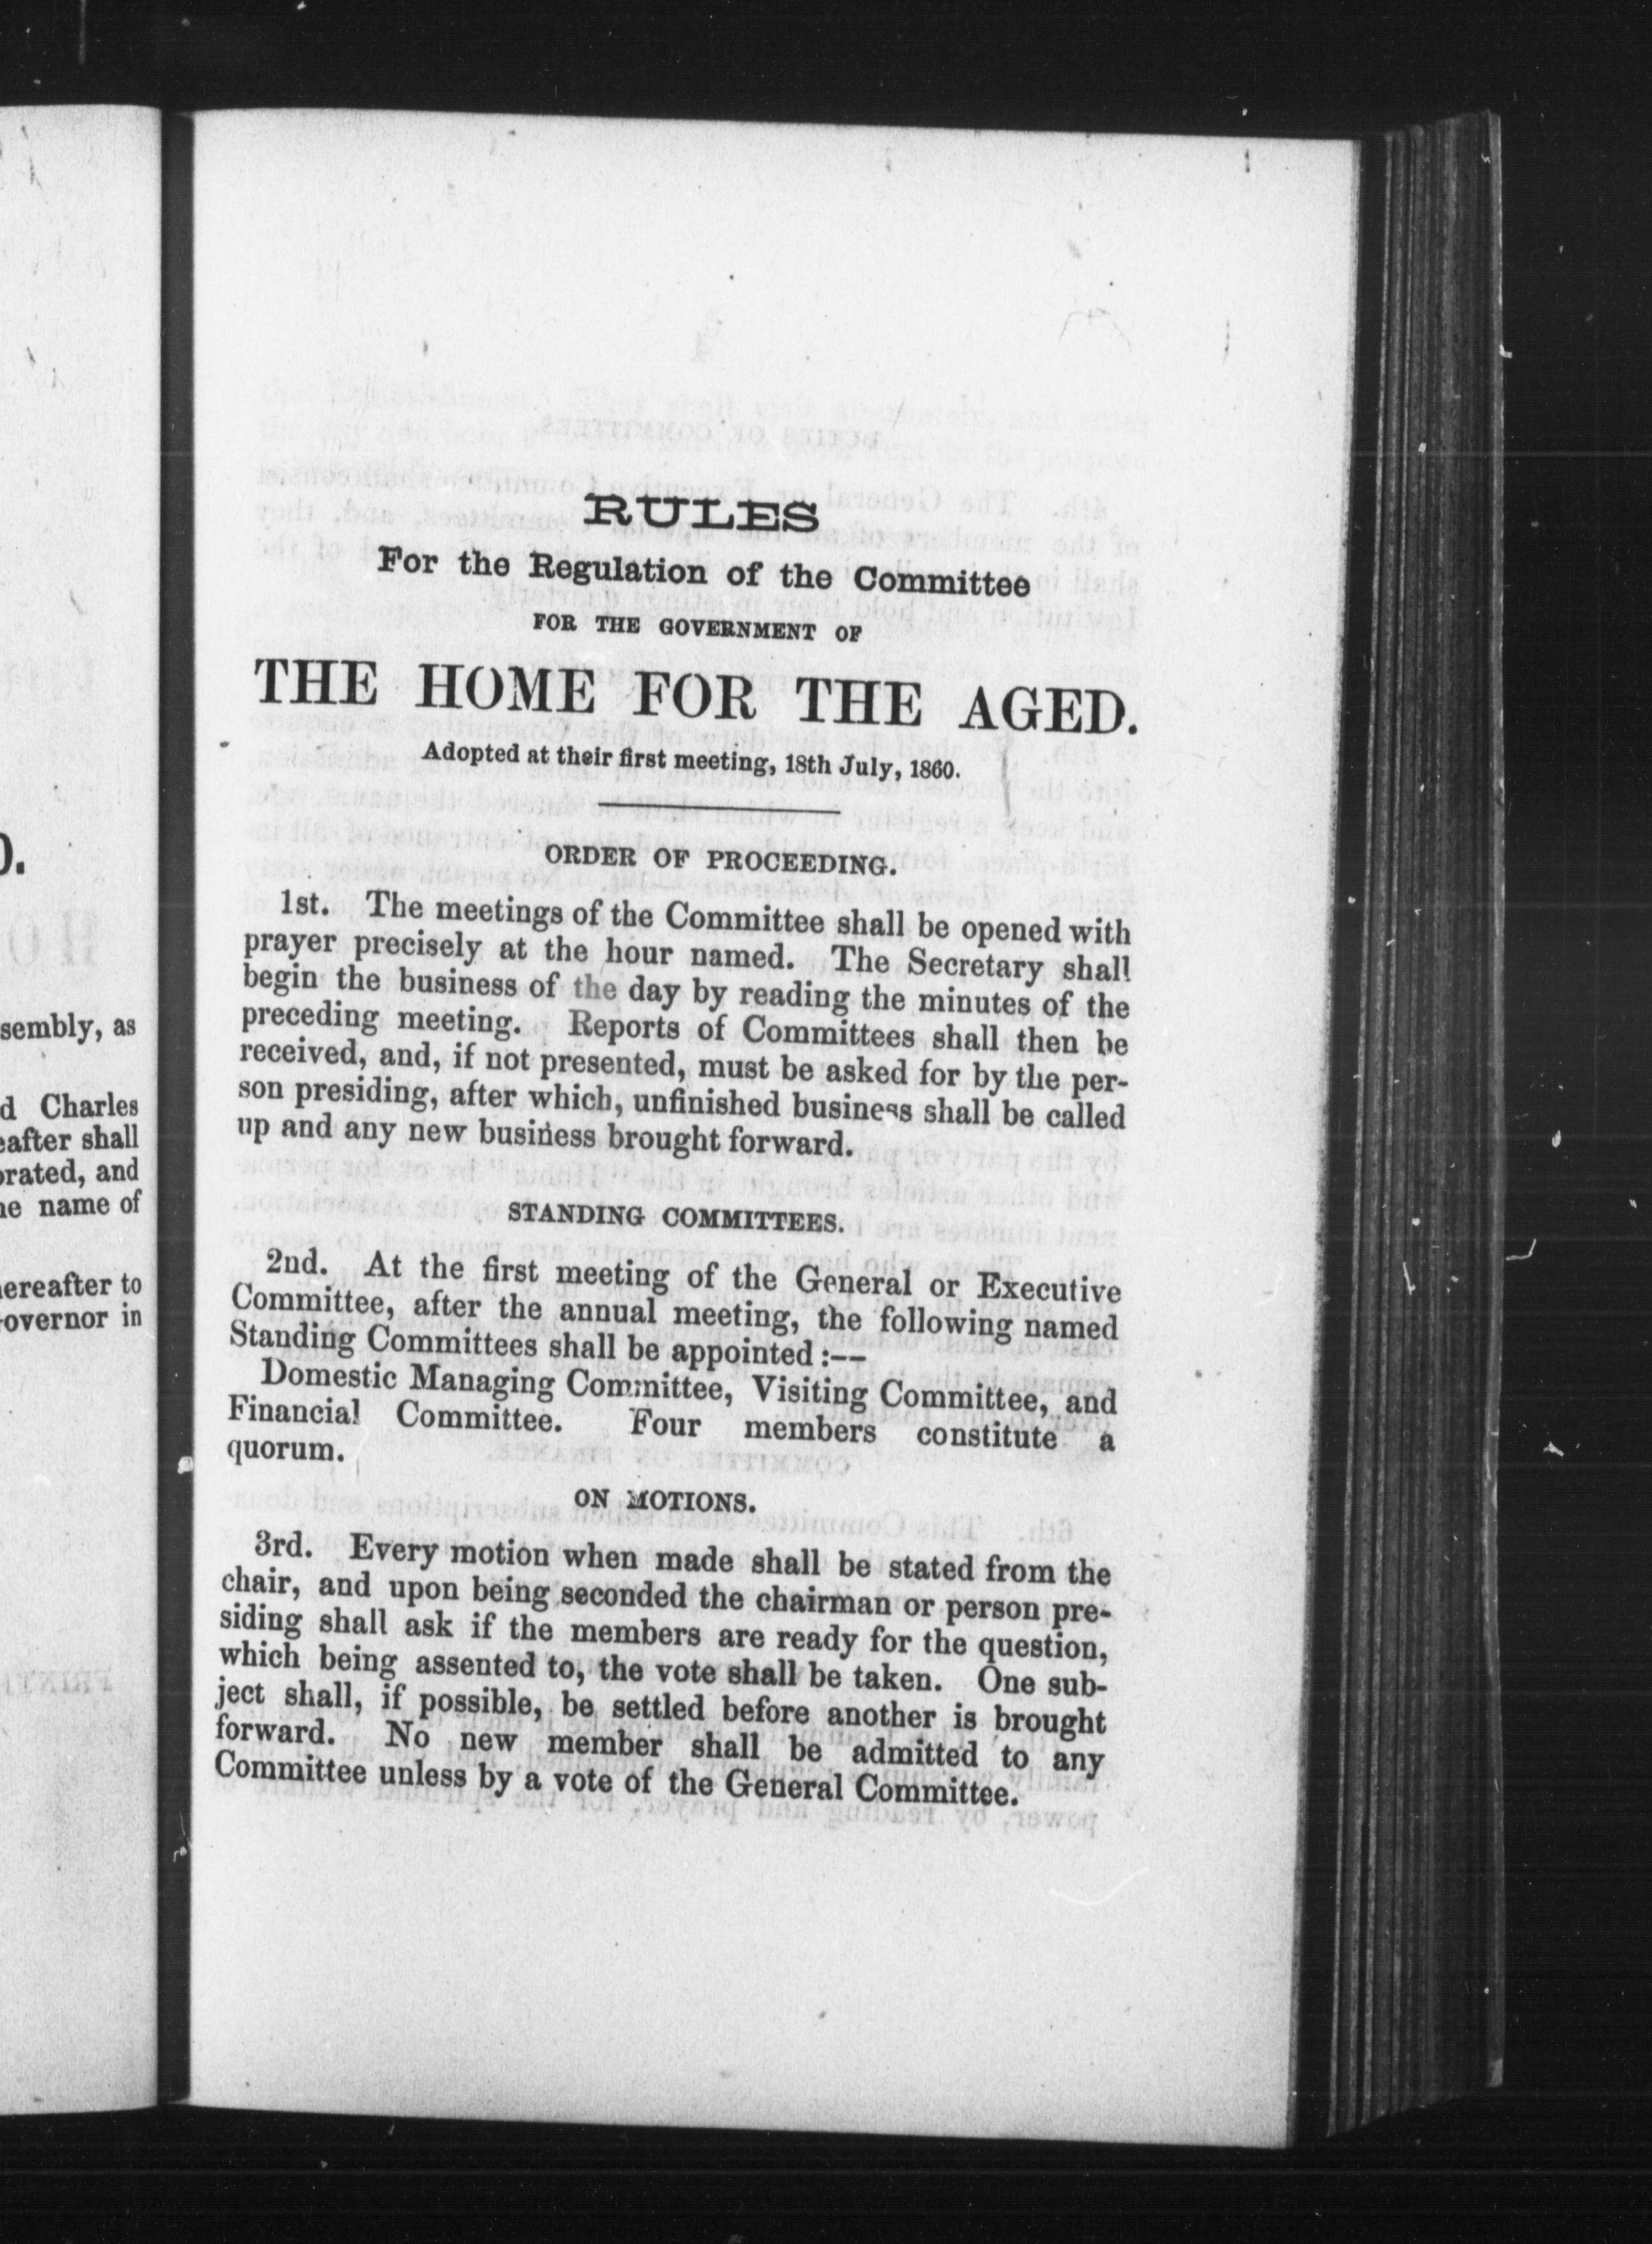 ).
sembly, as
d Charles
eafter shall
orated, and
e name of
ereafter to
overnor in
RULES
For the Regulation of the Committee
FOR THE GOVERNMENT OF
THE HOME FOR THE AGED.
Adopted at their first meeting, 18th July, 1860.
ORDER OF PROCEEDING.
1st. The meetings of the Committee shall be opened with
prayer precisely at the hour named. The Secretary shall
begin the business of the day by reading the minutes of the
preceding meeting. Reports of Committees shall then be
received, and, if not presented, must be asked for by the per-
son presiding, after which, unfinished business shall be called
up and any new business brought forward.
STANDING COMMITTEES.
2nd. At the first meeting of the General or Executive
Committee, after the annual meeting, the following named
Standing Committees shall be appointed :--
Domestic Managing Committee, Visiting Committee, and
Financial Committee. Four members constitute a
quorum.
ON MOTIONS.
3rd. Every motion when made shall be stated from the
chair, and upon being seconded the chairman or person pre-
siding shall ask if the members are ready for the question,
which being assented to, the vote shall be taken. One sub-
ject shall, if possible, be settled before another is brought
forward. No new member shall be admitted to any
Committee unless by a vote of the General Committee.